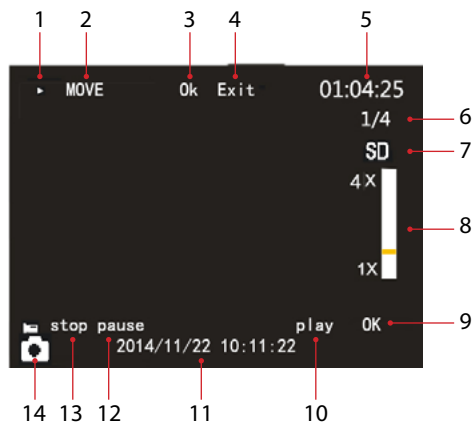 1 2 3 4 5
MOVE Ok Exit 01:04:25
1/4 6
SD 7
4X
8
1X
stop pause play OK 9
2014/11/22 10:11:22
14 13 12 11 10